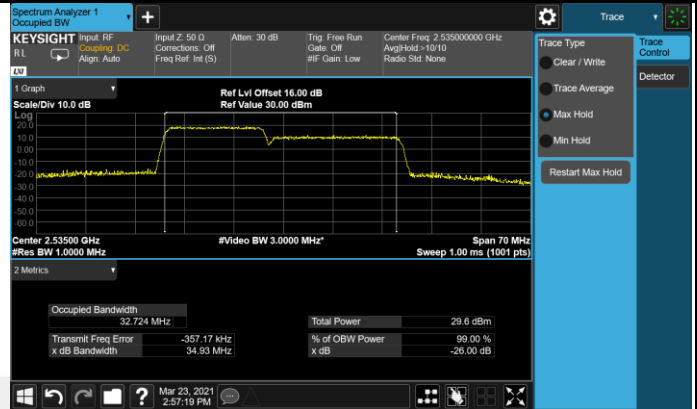 Spectrum Analyzer 1
Occupied BW
KEYSIGHT
Input: RF
Coupling: DC
Align: Auto
R L
LXI
Input Z: 50 Ω
Corrections: Off
Freq Ref: Int (S)
Atten: 30 dB
Trig: Free Run
Gate: Off
#IF Gain: Low
Center Freq: 2.535000000 GHz
Avg|Hold:>10/10
Radio Std: None
1 Graph
Scale/Div 10.0 dB
Ref Lvl Offset 16.00 dB
Ref Value 30.00 dBm
Log
20.0
10.0
0.00
-10.0
-20.0
-30.0
-40.0
-50.0
-60.0
Center 2.53500 GHz
#Res BW 1.0000 MHz
#Video BW 3.0000 MHz*
Span 70 MHz
Sweep 1.00 ms (1001 pts)
2 Metrics
Occupied Bandwidth
32.724 MHz
Transmit Freq Error -357.17 kHz
x dB Bandwidth 34.93 MHz
Total Power 29.6 dBm
% of OBW Power 99.00 %
x dB -26.00 dB
Mar 23, 2021
2:57:19 PM
Trace
Trace Type
Clear / Write
Trace Average
Max Hold
Min Hold
Restart Max Hold
Trace
Control
Detector